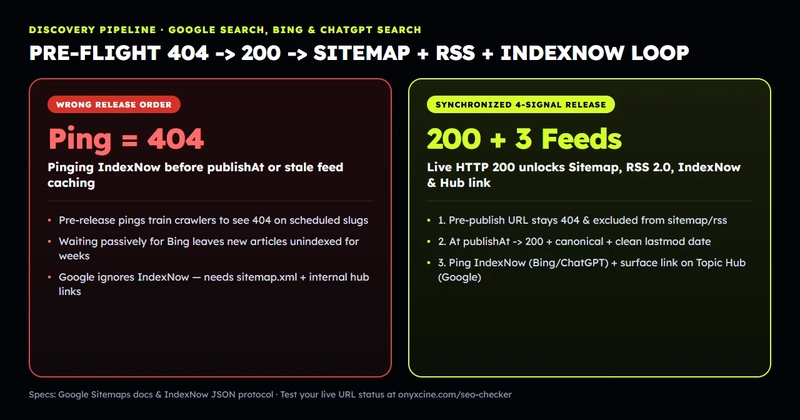 DISCOVERY PIPELINE · GOOGLE SEARCH, BING & CHATGPT SEARCH
PRE-FLIGHT 404 -> 200 -> SITEMAP + RSS + INDEXNOW LOOP
WRONG RELEASE ORDER
Ping = 404
Pinging IndexNow before publishAt or stale feed
caching
• Pre-release pings train crawlers to see 404 on scheduled slugs
• Waiting passively for Bing leaves new articles unindexed for
weeks
• Google ignores IndexNow — needs sitemap.xml + internal hub
links
SYNCHRONIZED 4-SIGNAL RELEASE
200 + 3 Feeds
Live HTTP 200 unlocks Sitemap, RSS 2.0, IndexNow
& Hub link
• 1. Pre-publish URL stays 404 & excluded from sitemap/rss
• 2. At publishAt -> 200 + canonical + clean lastmod date
• 3. Ping IndexNow (Bing/ChatGPT) + surface link on Topic Hub
(Google)
Specs: Google Sitemaps docs & IndexNow JSON protocol · Test your live URL status at onyxcine.com/seo-checker